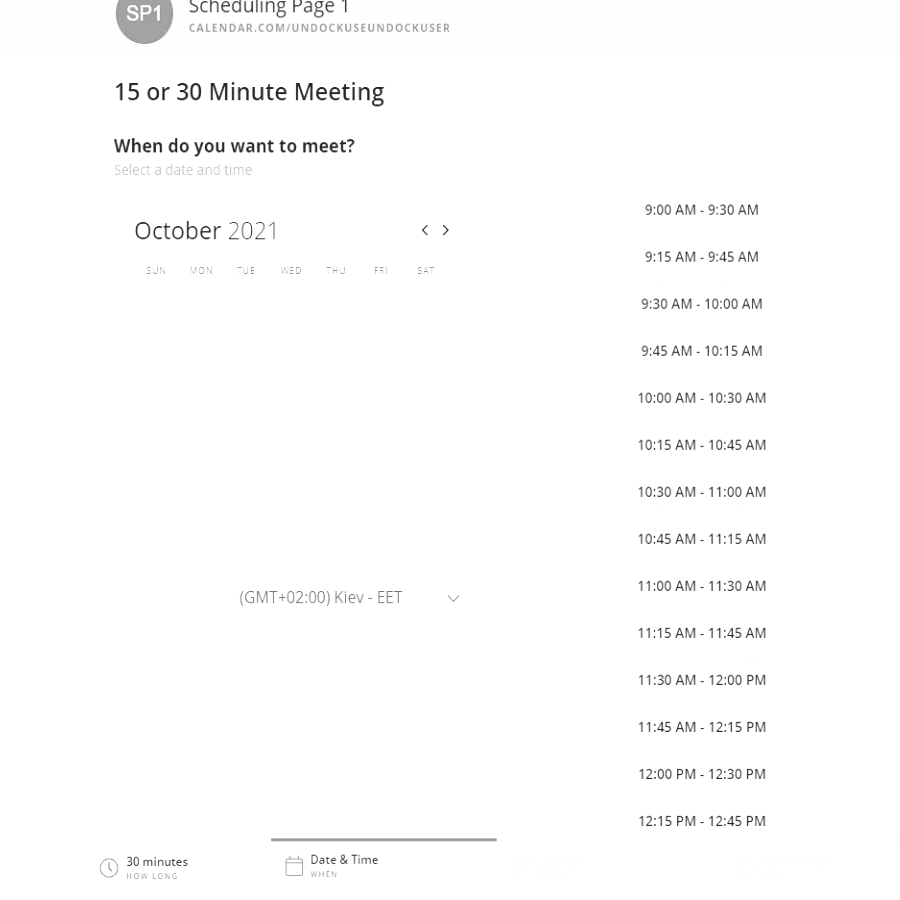 SP1
Scheduling Page 1
CALENDAR.COM/UNDOCKUSEUNDOCKUSER
15 or 30 Minute Meeting
When do you want to meet?
Select a date and time
October 2021
SUN MON TUE WED THU FRI SAT
(GMT+02:00) Kiev - EET
9:00 AM - 9:30 AM
9:15 AM - 9:45 AM
9:30 AM - 10:00 AM
9:45 AM - 10:15 AM
10:00 AM - 10:30 AM
10:15 AM - 10:45 AM
10:30 AM - 11:00 AM
10:45 AM - 11:15 AM
11:00 AM - 11:30 AM
11:15 AM - 11:45 AM
11:30 AM - 12:00 PM
11:45 AM - 12:15 PM
12:00 PM - 12:30 PM
12:15 PM - 12:45 PM
30 minutes
HOW LONG
Date & Time
WHEN